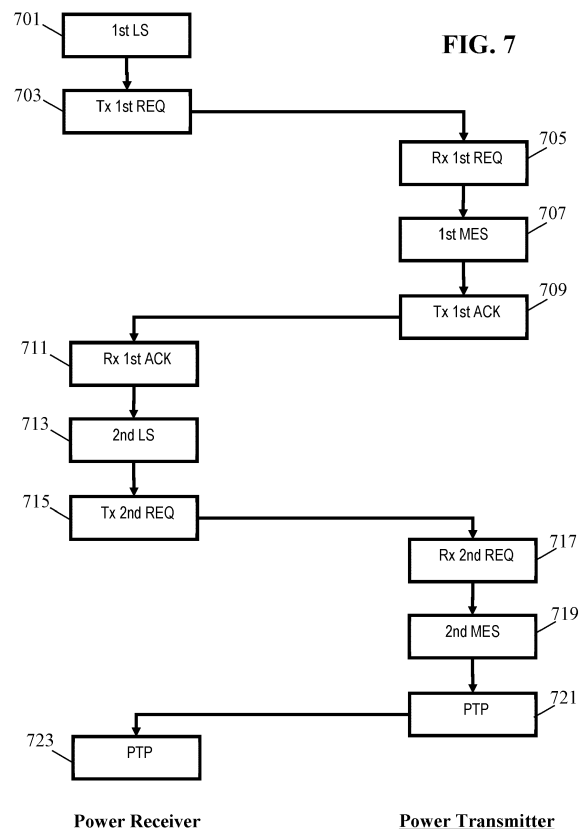 FIG. 7
701
1st LS
703
Tx 1st REQ
705
Rx 1st REQ
707
1st MES
709
Tx 1st ACK
711
Rx 1st ACK
713
2nd LS
715
Tx 2nd REQ
717
Rx 2nd REQ
719
2nd MES
721
PTP
723
PTP
Power Receiver
Power Transmitter